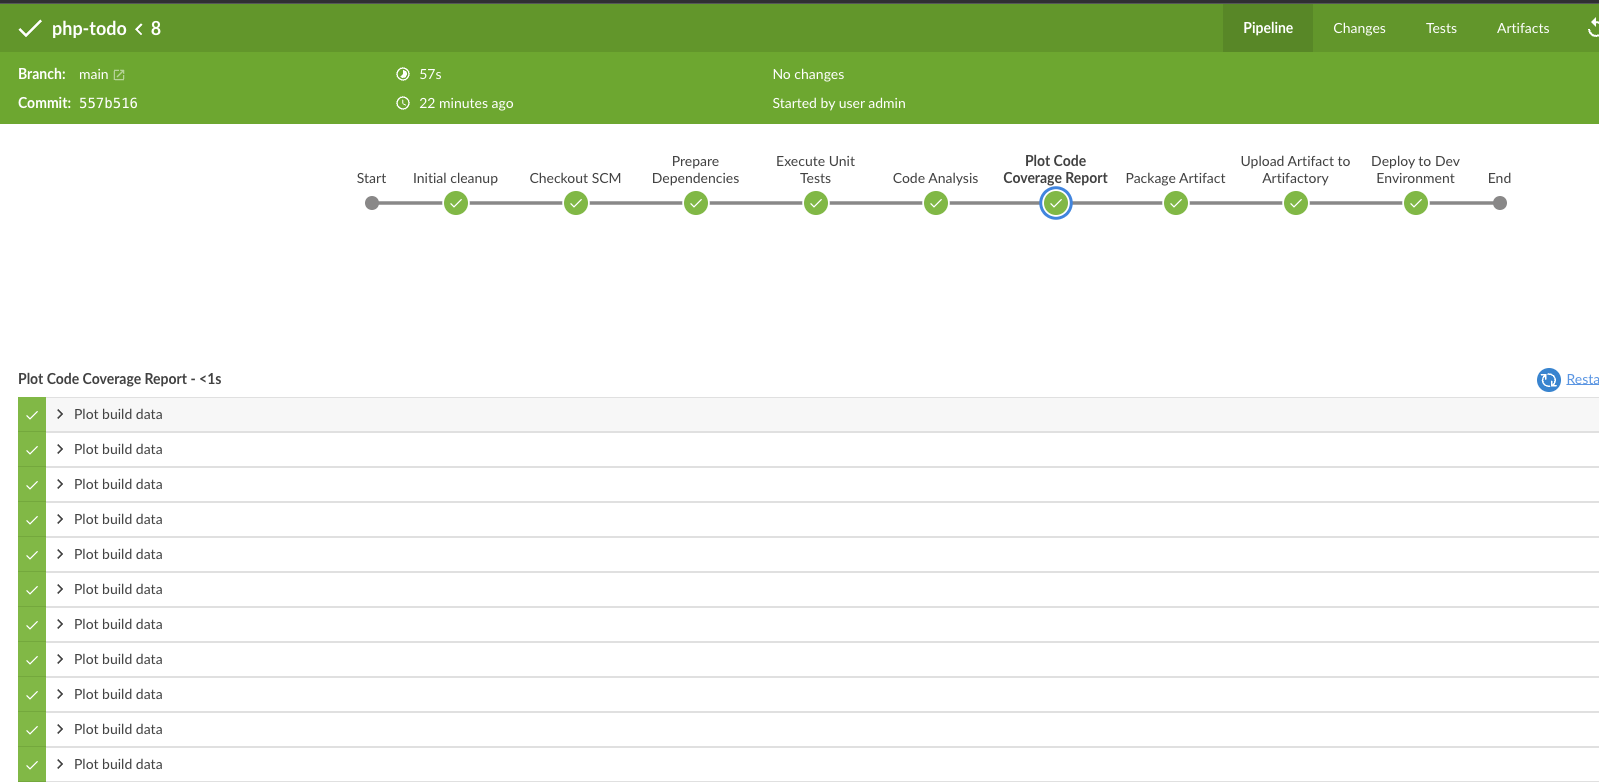 php-todo < 8
Pipeline
Changes
Tests
Artifacts
Branch: main
57s
No changes
Commit: 557b516
22 minutes ago
Started by user admin
Start
Initial cleanup
Checkout SCM
Prepare
Dependencies
Execute Unit
Tests
Code Analysis
Plot Code
Coverage Report
Package Artifact
Upload Artifact to
Artifactory
Deploy to Dev
Environment
End
Plot Code Coverage Report - <1s
Resta
Plot build data
Plot build data
Plot build data
Plot build data
Plot build data
Plot build data
Plot build data
Plot build data
Plot build data
Plot build data
Plot build data